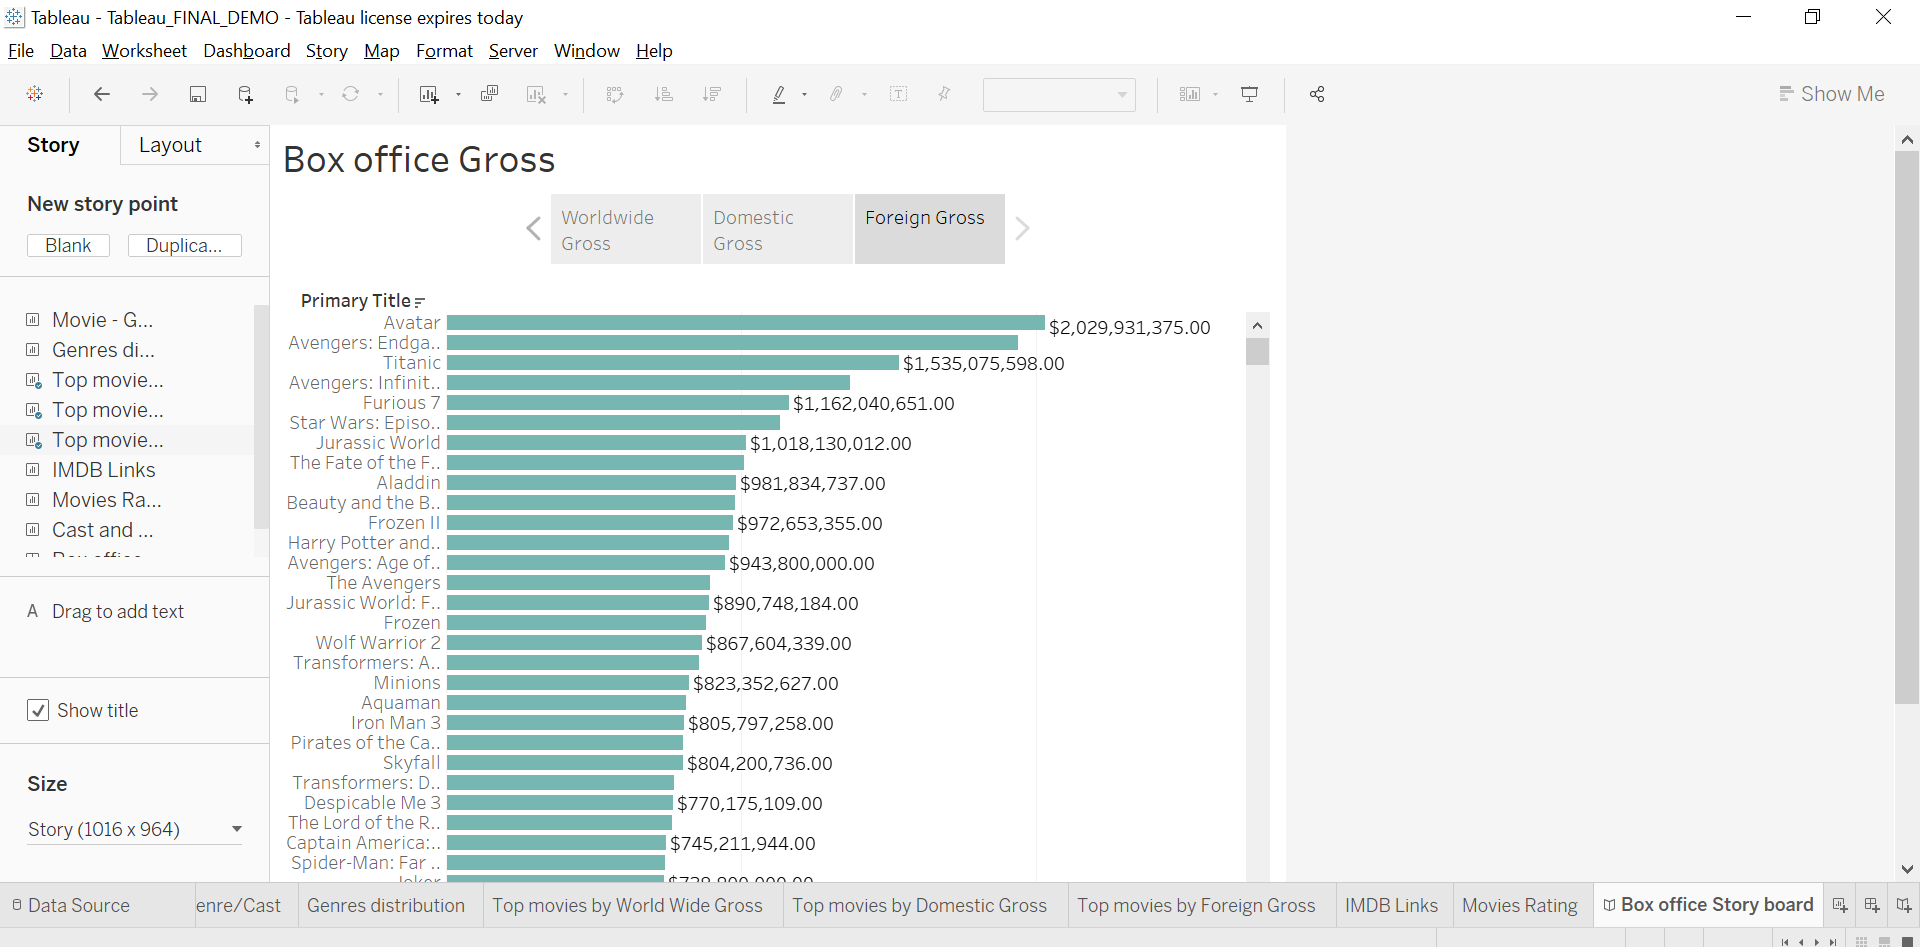 Tableau - Tableau_FINAL_DEMO - Tableau license expires today
File Data Worksheet Dashboard Story Map Format Server Window Help
Show Me
Story Layout
New story point
Blank Duplica...
Movie - G...
Genres di...
Top movie...
Top movie...
Top movie...
IMDB Links
Movies Ra...
Cast and ...
A Drag to add text
Show title
Size
Story (1016 x 964)
Box office Gross
Worldwide Gross
Domestic Gross
Foreign Gross
Primary Title
Avatar $2,029,931,375.00
Avengers: Endga..
Titanic $1,535,075,598.00
Avengers: Infinit..
Furious 7 $1,162,040,651.00
Star Wars: Episo..
Jurassic World $1,018,130,012.00
The Fate of the F..
Aladdin $981,834,737.00
Beauty and the B..
Frozen II $972,653,355.00
Harry Potter and..
Avengers: Age of.. $943,800,000.00
The Avengers
Jurassic World: F.. $890,748,184.00
Frozen
Wolf Warrior 2 $867,604,339.00
Transformers: A..
Minions $823,352,627.00
Aquaman
Iron Man 3 $805,797,258.00
Pirates of the Ca..
Skyfall $804,200,736.00
Transformers: D..
Despicable Me 3 $770,175,109.00
The Lord of the R..
Captain America:.. $745,211,944.00
Spider-Man: Far ..
Data Source enre/Cast Genres distribution Top movies by World Wide Gross Top movies by Domestic Gross Top movies by Foreign Gross IMDB Links Movies Rating Box office Story board